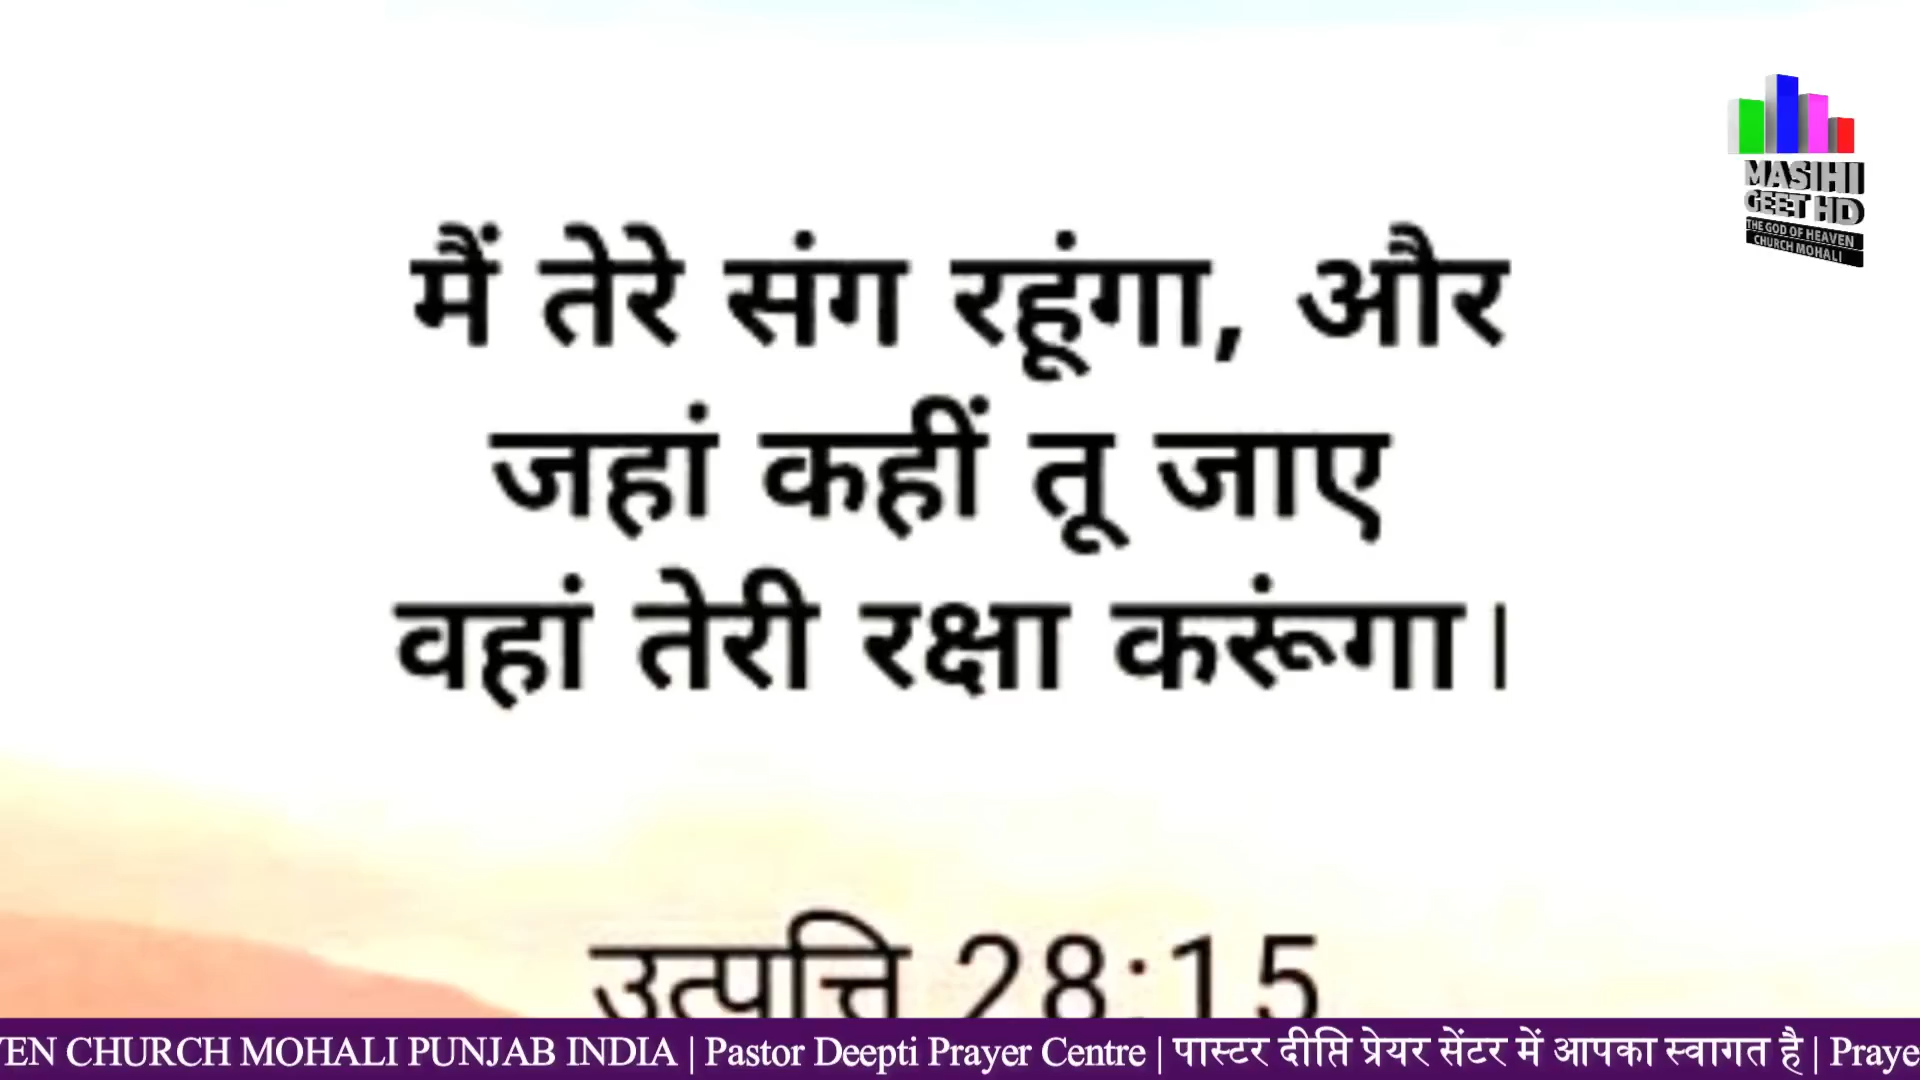 मैं तेरे संग रहूंगा, और
जहां कहीं तू जाए
वहां तेरी रक्षा करूंगा।
उत्पत्ति 28:15
MASIHI
GEET HD
THE GOD OF HEAVEN
CHURCH MOHALI
VEN CHURCH MOHALI PUNJAB INDIA | Pastor Deepti Prayer Centre | पास्टर दीप्ति प्रेयर सेंटर में आपका स्वागत है | Praye